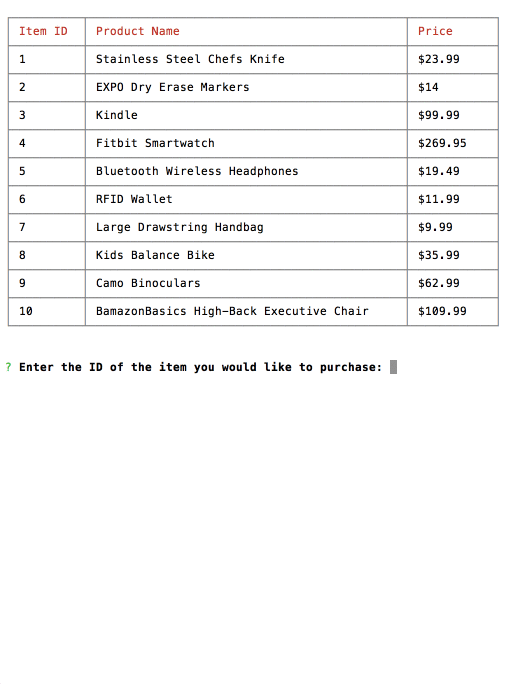 Item ID Product Name Price
1 Stainless Steel Chefs Knife $23.99
2 EXPO Dry Erase Markers $14
3 Kindle $99.99
4 Fitbit Smartwatch $269.95
5 Bluetooth Wireless Headphones $19.49
6 RFID Wallet $11.99
7 Large Drawstring Handbag $9.99
8 Kids Balance Bike $35.99
9 Camo Binoculars $62.99
10 BamazonBasics High-Back Executive Chair $109.99
? Enter the ID of the item you would like to purchase: